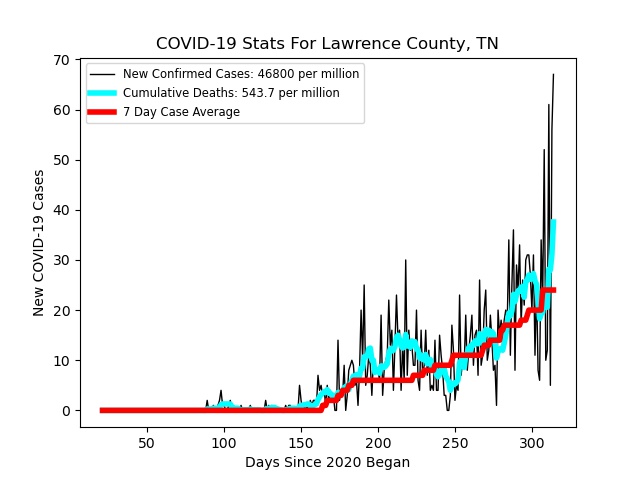 COVID-19 Stats For Lawrence County, TN
New Confirmed Cases: 46800 per million
Cumulative Deaths: 543.7 per million
7 Day Case Average
New COVID-19 Cases
70
60
50
40
30
20
10
0
50 100 150 200 250 300
Days Since 2020 Began